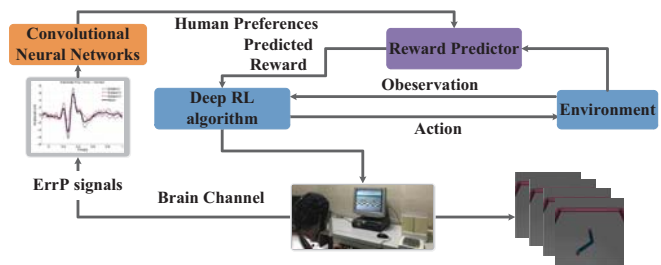 Human Preferences
Convolutional
Neural Networks
Predicted
Reward
Reward Predictor
Obeservation
Deep RL
algorithm
Environment
Action
ErrP signals
Brain Channel